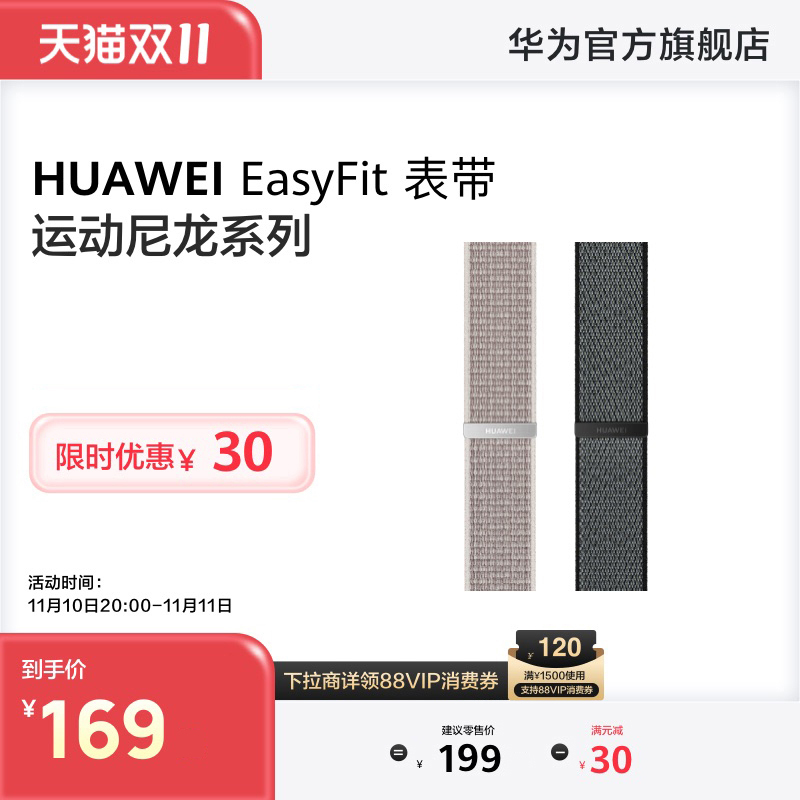 天猫双11
华为官方旗舰店
HUAWEI EasyFit 表带
运动尼龙系列
HUAWEI
HUAWEI
限时优惠¥ 30
活动时间：
11月10日20:00-11月11日
到手价
¥169
下拉商详领88VIP消费券
¥ 120
满¥1500使用
支持88VIP消费券
= 建议零售价
¥ 199
- 满元减
¥ 30